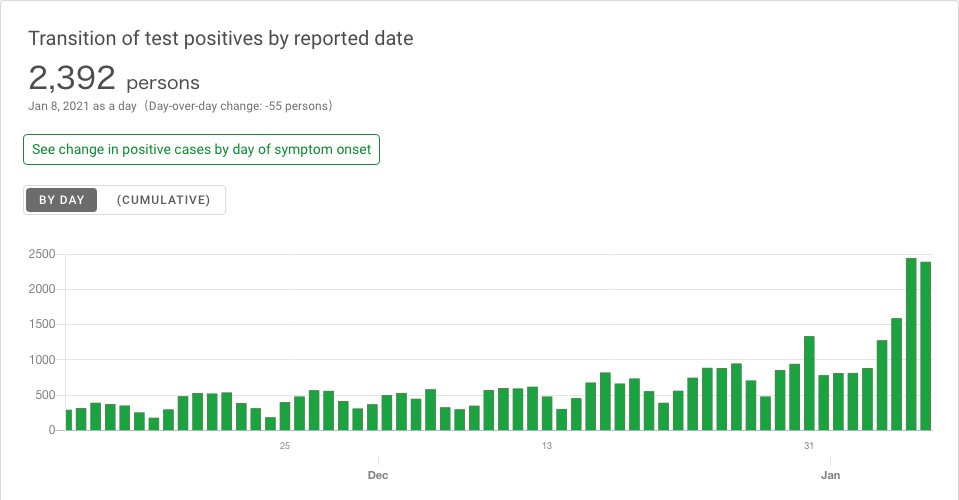 Transition of test positives by reported date
2,392 persons
Jan 8, 2021 as a day (Day-over-day change: -55 persons)
See change in positive cases by day of symptom onset
BY DAY (CUMULATIVE)
2500
2000
1500
1000
500
0
25 13 31
Dec Jan